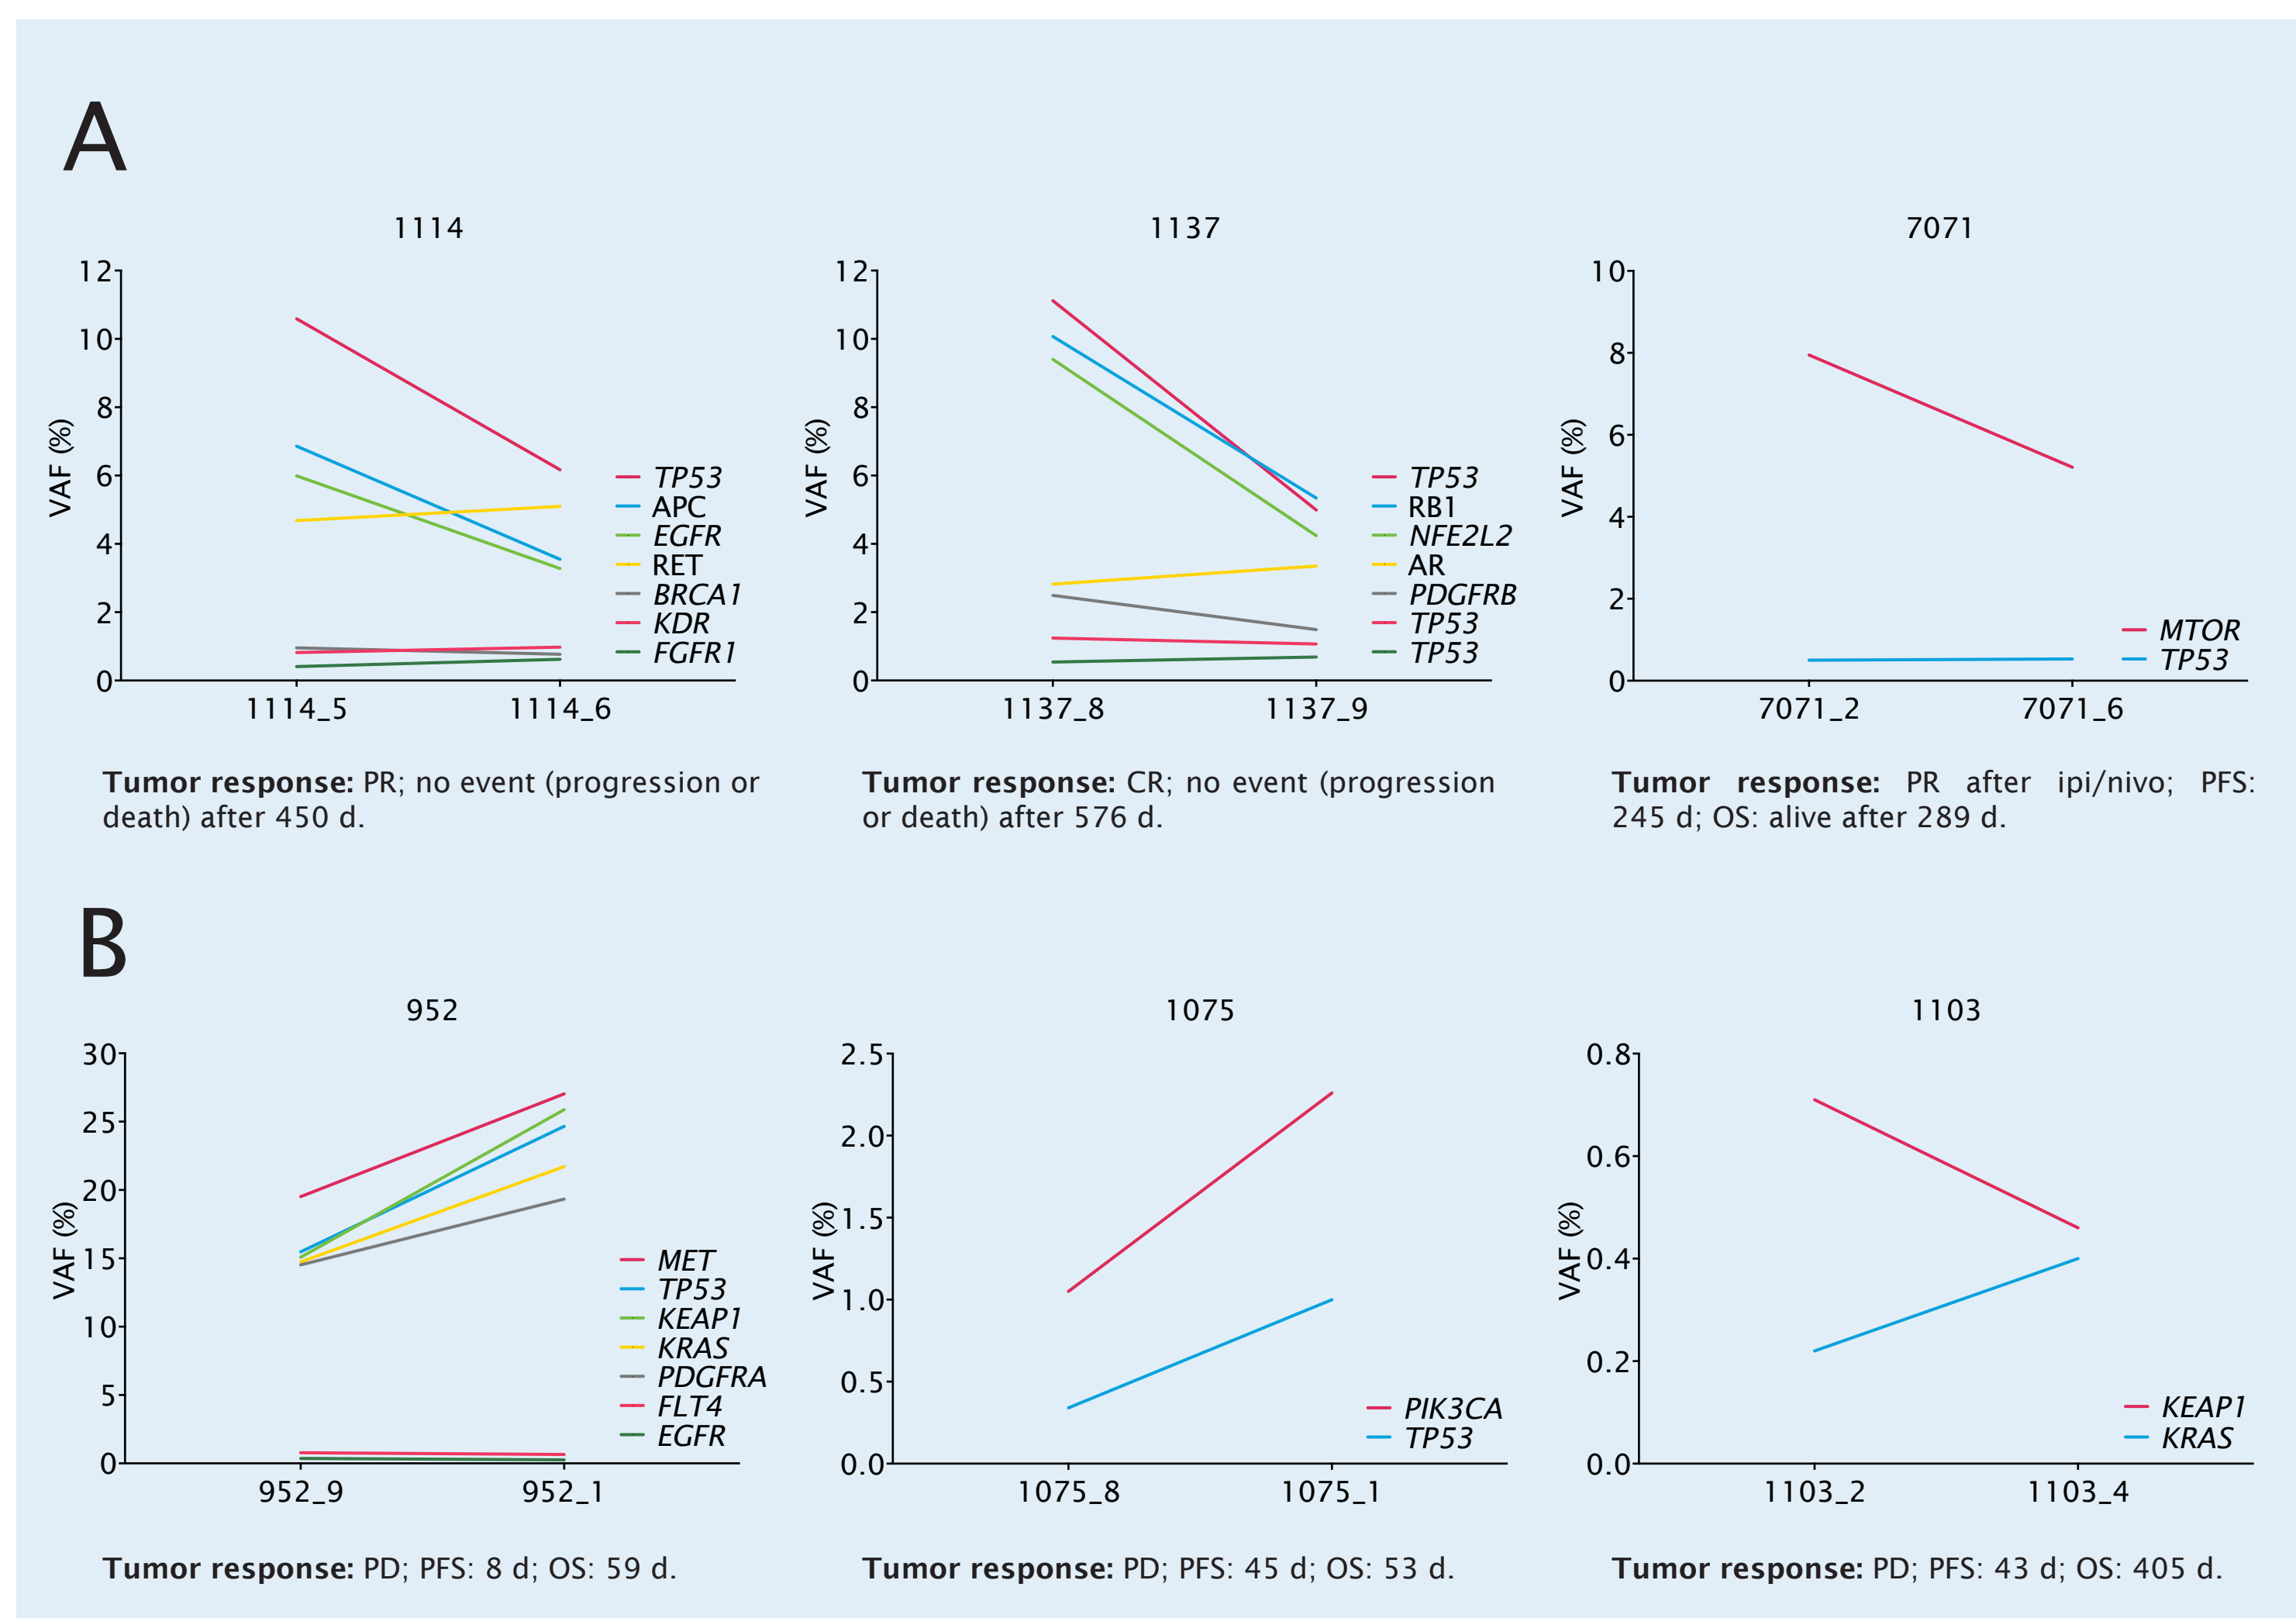 A
1114
12
10
8
6
4
2
0
VAF (%)
TP53
APC
EGFR
RET
BRCA1
KDR
FGFR1
1114_5 1114_6
Tumor response: PR; no event (progression or
death) after 450 d.
1137
12
10
8
6
4
2
0
VAF (%)
TP53
RB1
NFE2L2
AR
PDGFRB
TP53
TP53
1137_8 1137_9
Tumor response: CR; no event (progression
or death) after 576 d.
7071
10
8
6
4
2
0
VAF (%)
MTOR
TP53
7071_2 7071_6
Tumor response: PR after ipi/nivo; PFS:
245 d; OS: alive after 289 d.
B
952
30
25
20
15
10
5
0
VAF (%)
MET
TP53
KEAP1
KRAS
PDGFRA
FLT4
EGFR
952_9 952_1
Tumor response: PD; PFS: 8 d; OS: 59 d.
1075
2.5
2.0
1.5
1.0
0.5
0.0
VAF (%)
PIK3CA
TP53
1075_8 1075_1
Tumor response: PD; PFS: 45 d; OS: 53 d.
1103
0.8
0.6
0.4
0.2
0.0
VAF (%)
KEAP1
KRAS
1103_2 1103_4
Tumor response: PD; PFS: 43 d; OS: 405 d.